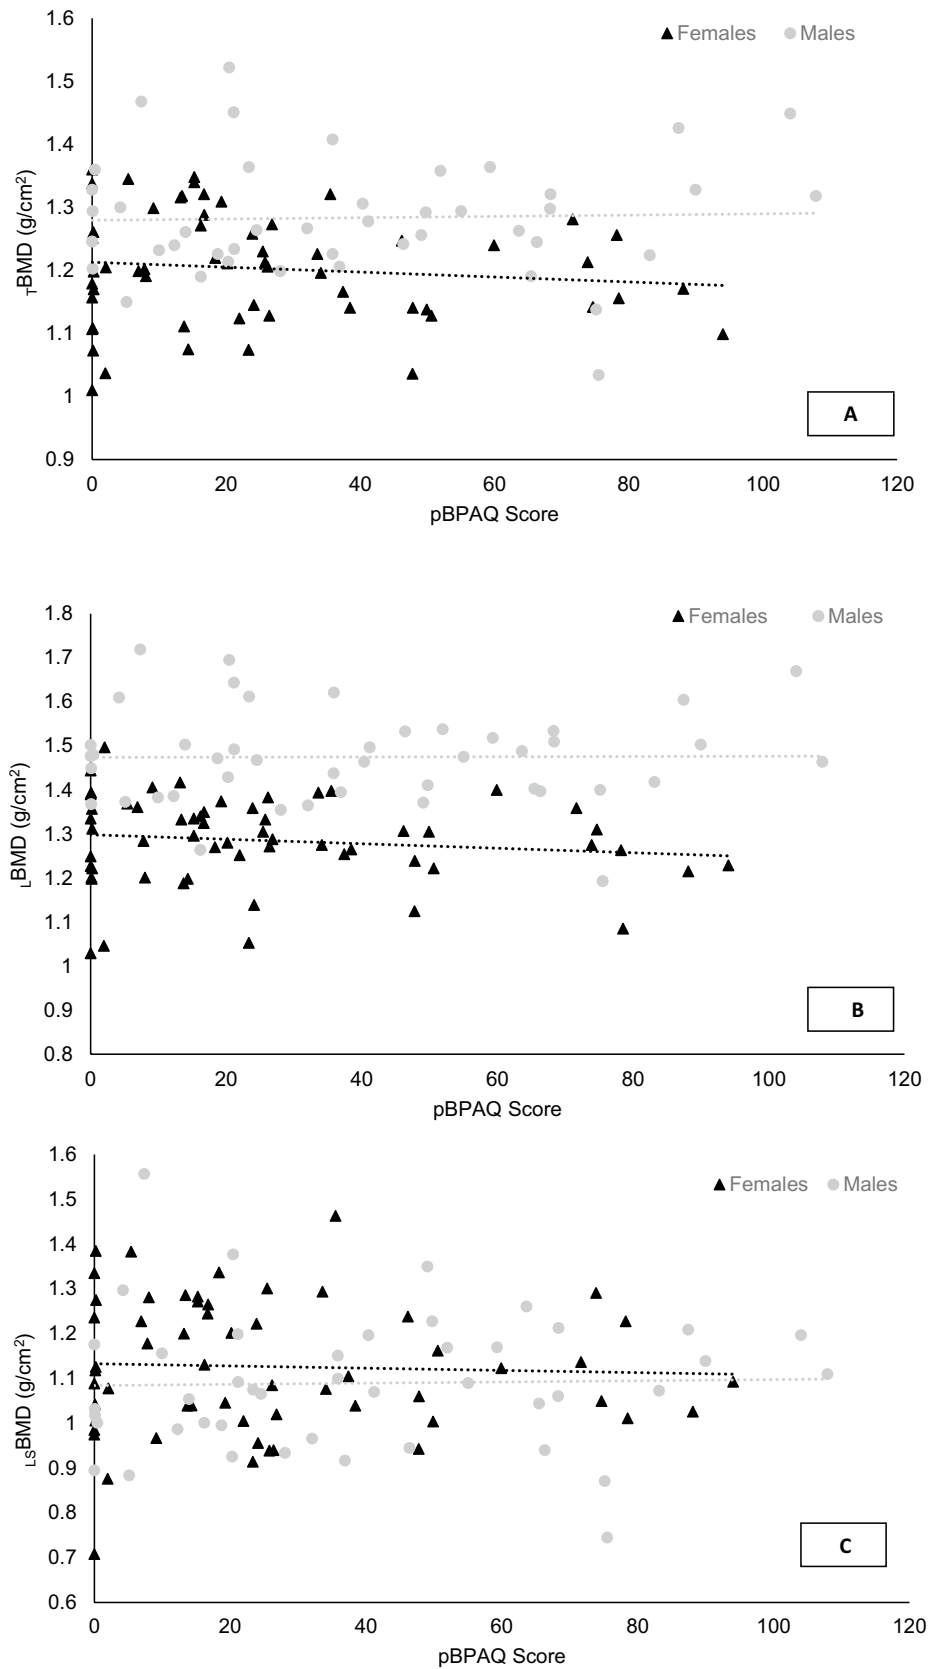 1.6
Females
Males
1.5
1.4
1.3
1.2
1.1
1
0.9
TBMD (g/cm2)
A
0 20 40 60 80 100 120
pBPAQ Score
1.8
Females
Males
1.7
1.6
1.5
1.4
1.3
1.2
1.1
1
0.9
0.8
LBMD (g/cm2)
B
0 20 40 60 80 100 120
pBPAQ Score
1.6
Females
Males
1.5
1.4
1.3
1.2
1.1
1
0.9
0.8
0.7
0.6
LSBMD (g/cm2)
C
0 20 40 60 80 100 120
pBPAQ Score